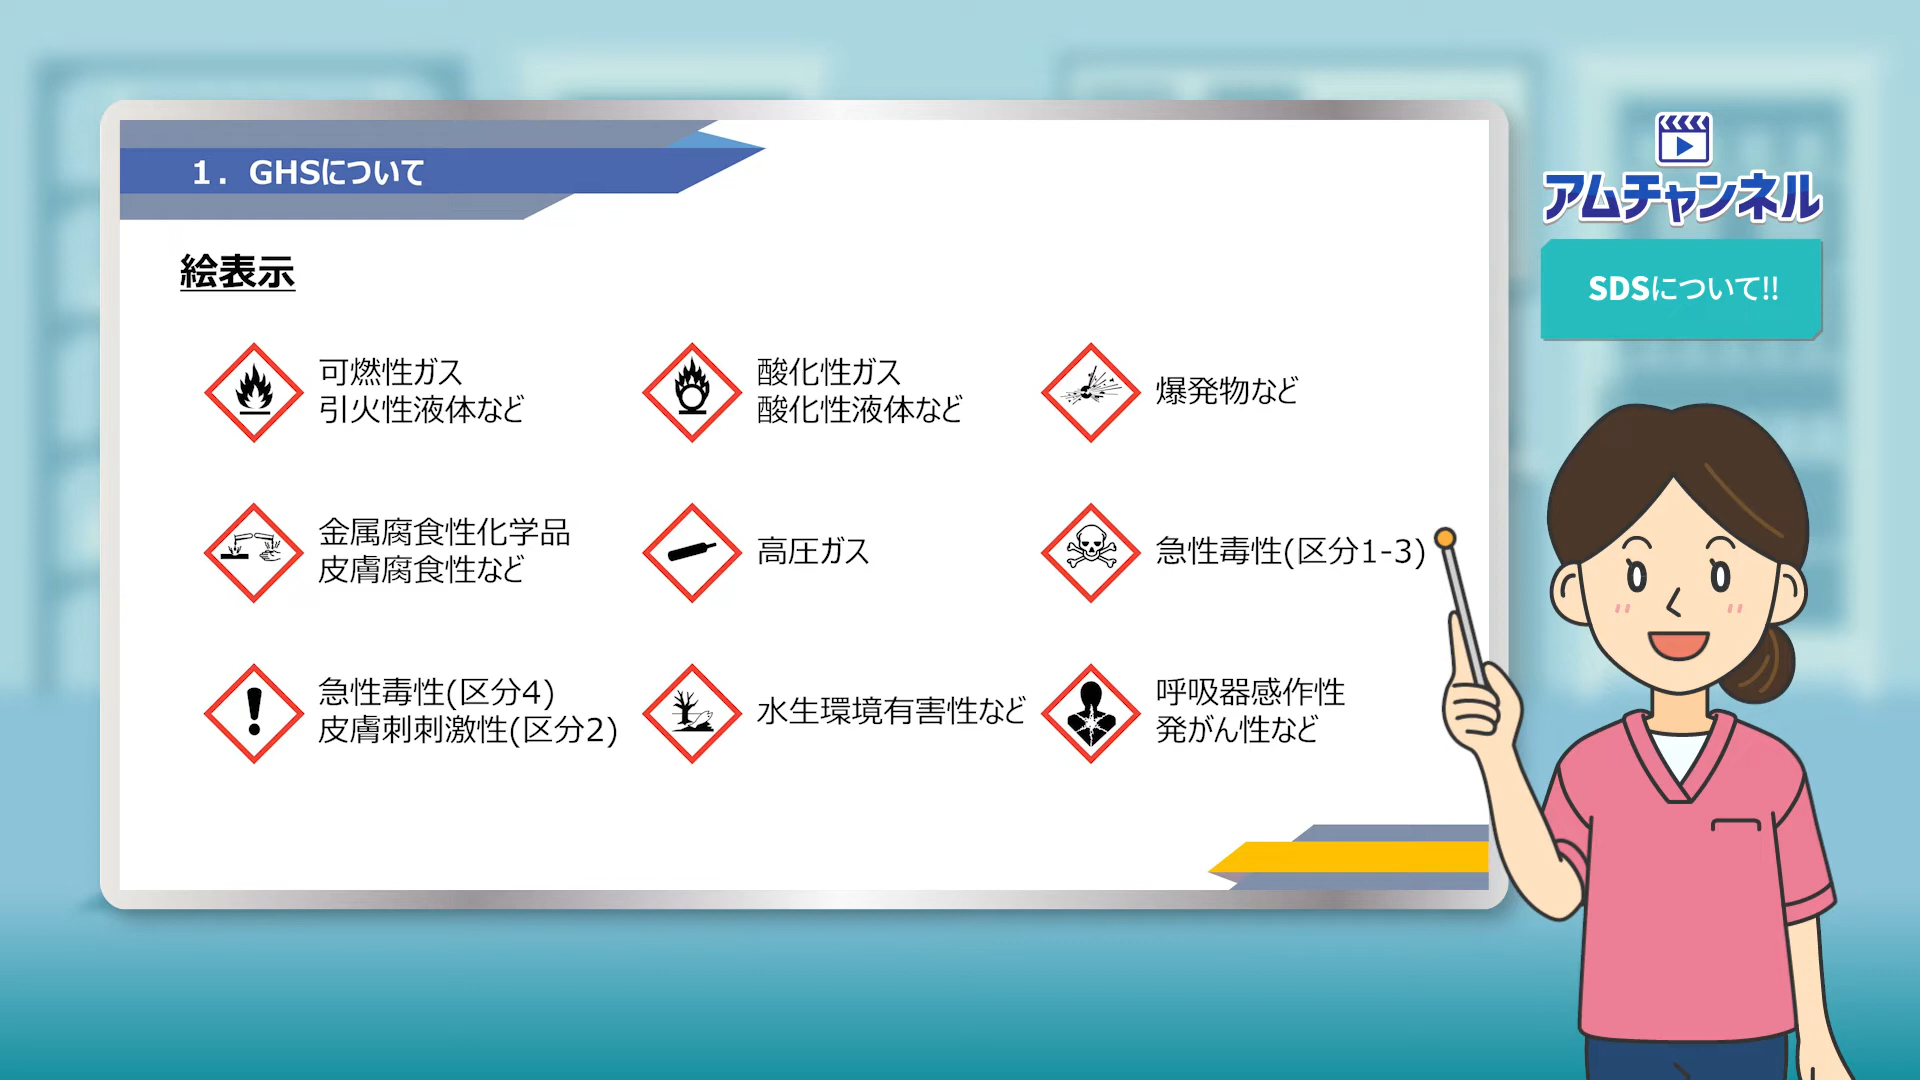 1. GHSについて
アムチャンネル
SDSについて!!
絵表示
可燃性ガス
引火性液体など
酸化性ガス
酸化性液体など
爆発物など
金属腐食性化学品
皮膚腐食性など
高圧ガス
急性毒性(区分1-3)
急性毒性(区分4)
皮膚刺刺激性(区分2)
水生環境有害性など
呼吸器感作性
発がん性など